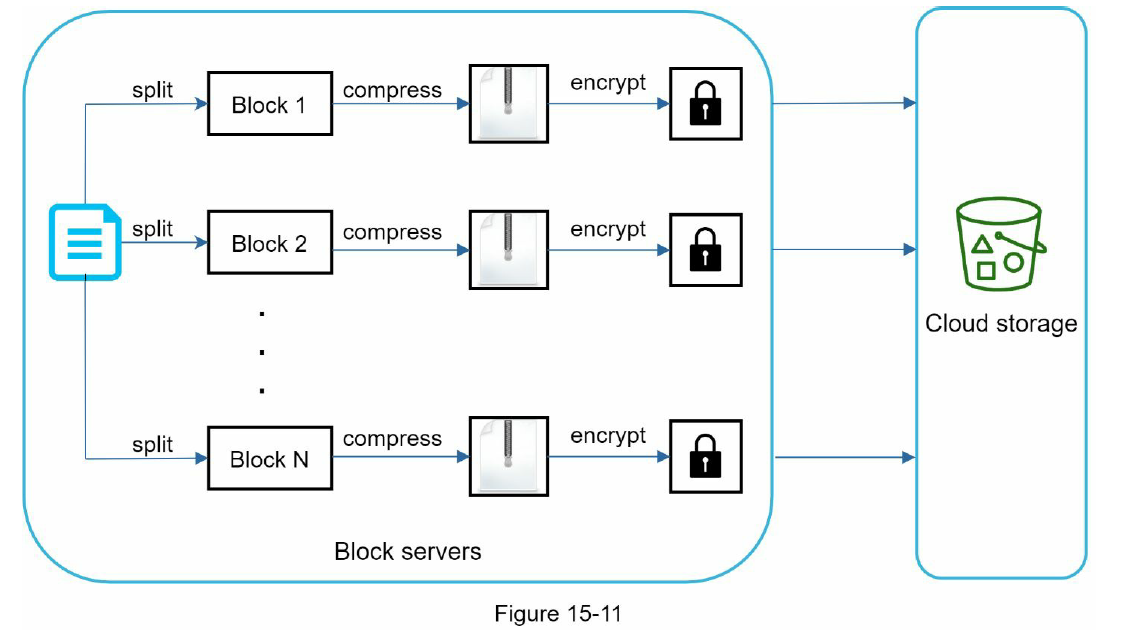 split
Block 1
compress
encrypt
split
Block 2
compress
encrypt
.
.
.
split
Block N
compress
encrypt
Cloud storage
Block servers
Figure 15-11